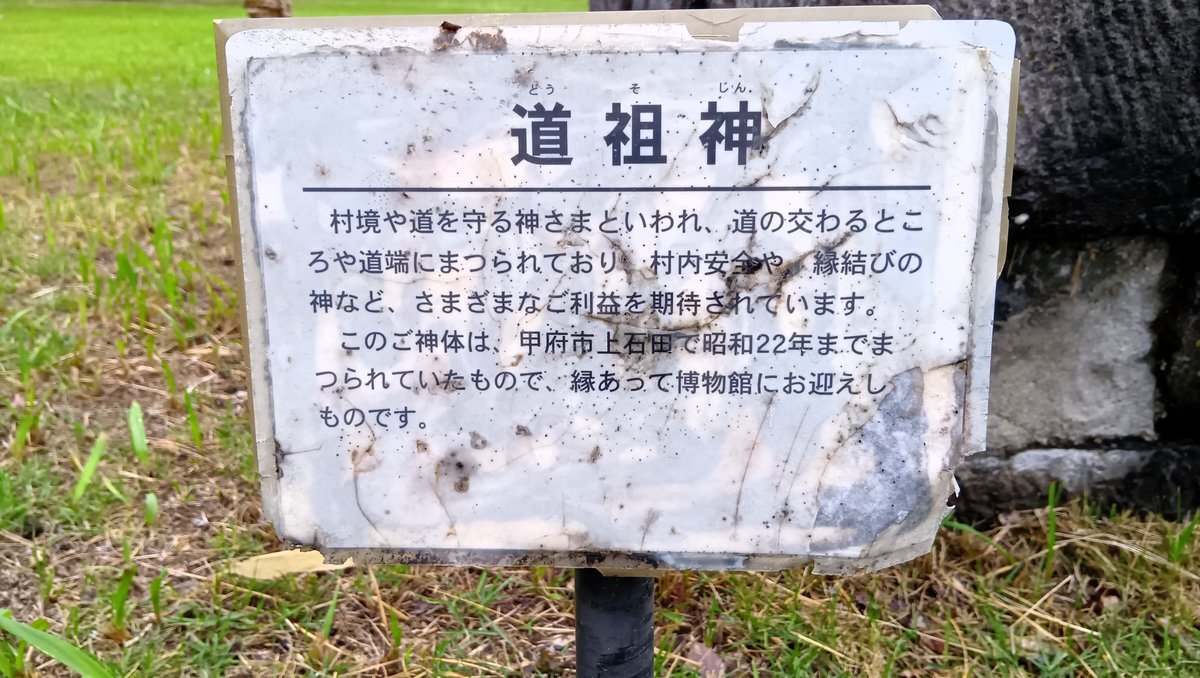 どう そ じん
道祖神
村境や道を守る神さまといわれ、道の交わるとこ
ろや道端にまつられており、村内安全や、縁結びの
神など、さまざまなご利益を期待されています。
このご神体は、甲府市上石田で昭和22年までま
つられていたもので、縁あって博物館にお迎えし
ものです。